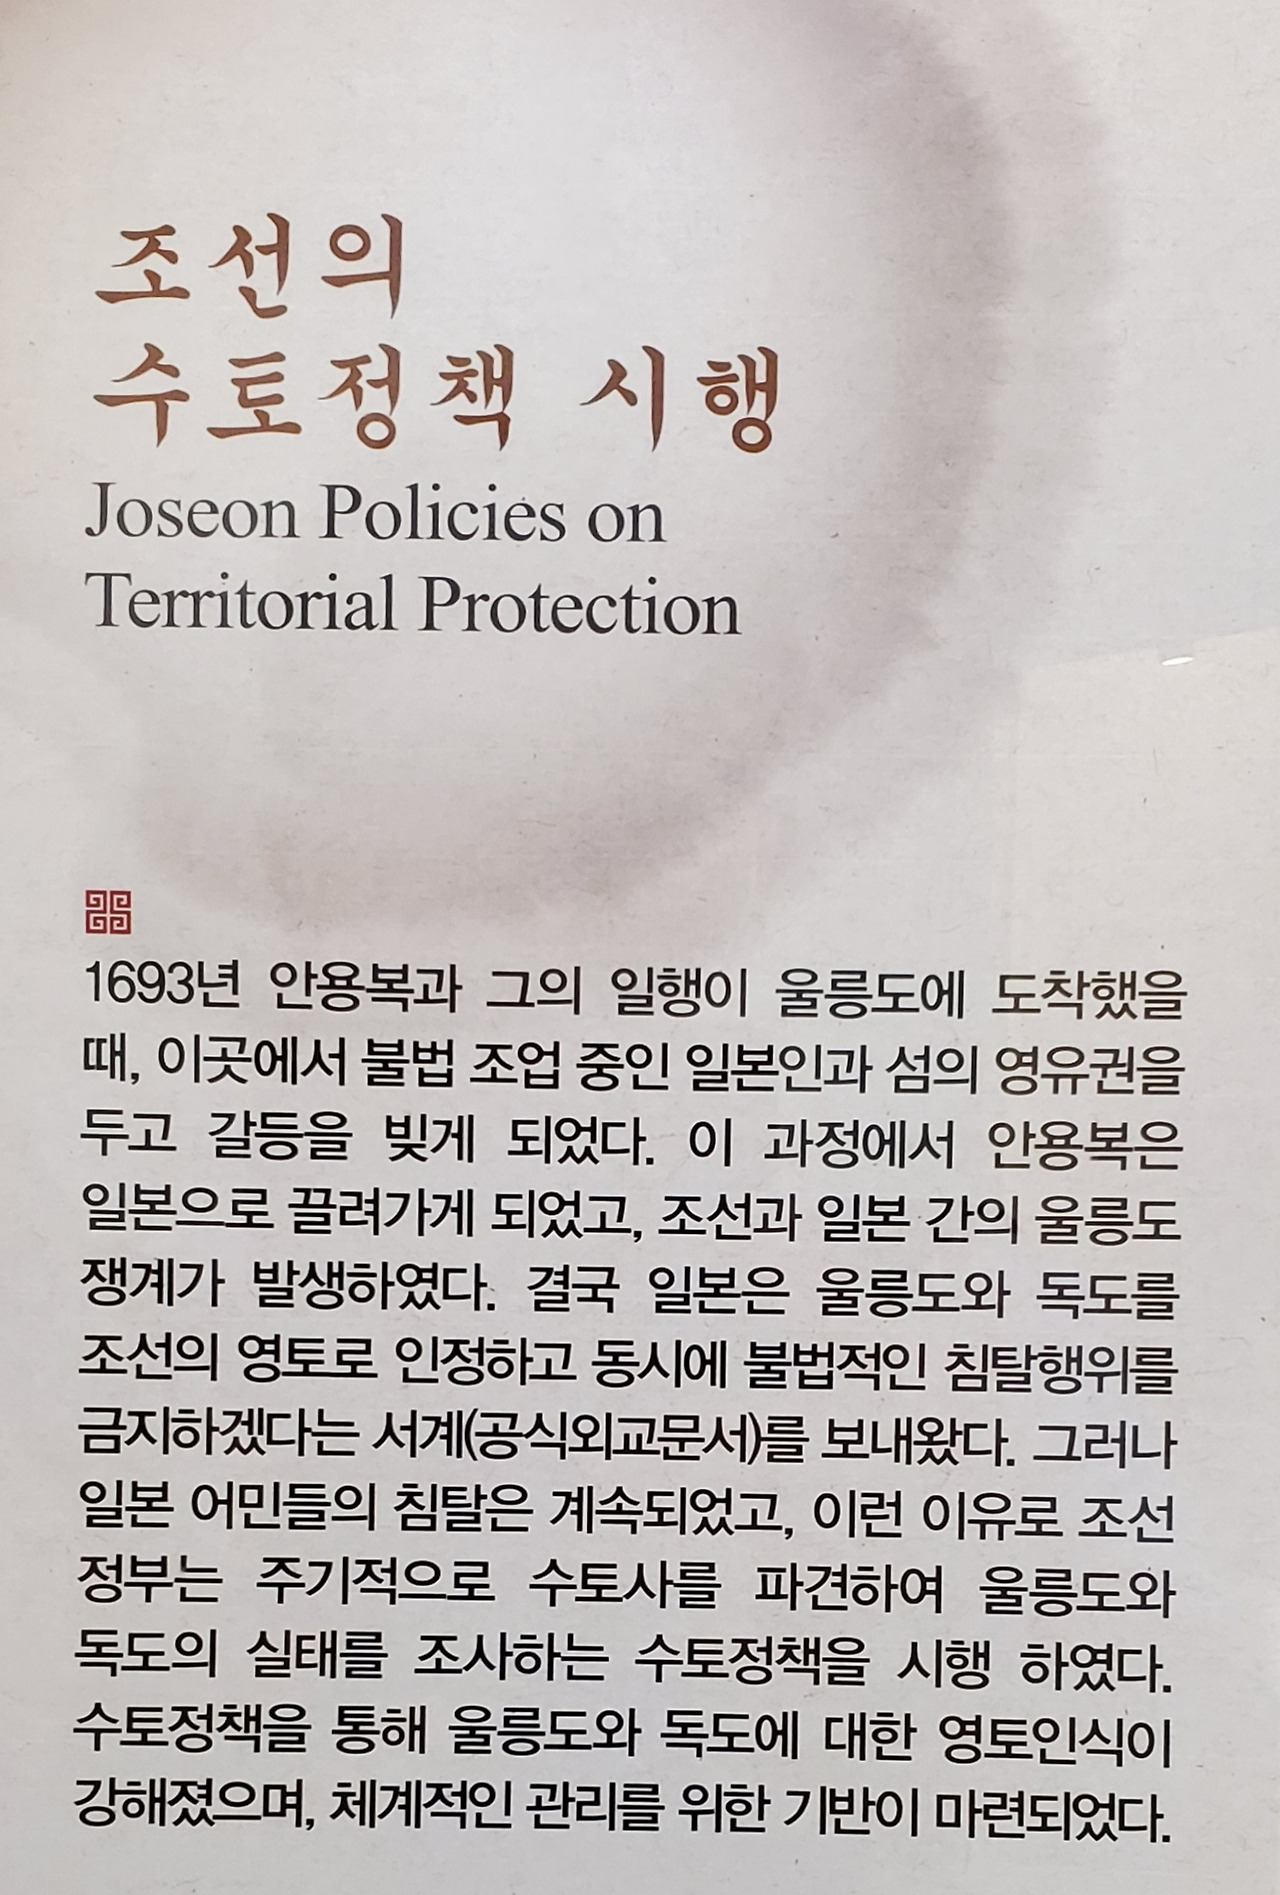 조선의
수토정책 시행
Joseon Policies on
Territorial Protection
1693년 안용복과 그의 일행이 울릉도에 도착했을
때, 이곳에서 불법 조업 중인 일본인과 섬의 영유권을
두고 갈등을 빚게 되었다. 이 과정에서 안용복은
일본으로 끌려가게 되었고, 조선과 일본 간의 울릉도
쟁계가 발생하였다. 결국 일본은 울릉도와 독도를
조선의 영토로 인정하고 동시에 불법적인 침탈행위를
금지하겠다는 서계(공식외교문서)를 보내왔다. 그러나
일본 어민들의 침탈은 계속되었고, 이런 이유로 조선
정부는 주기적으로 수토사를 파견하여 울릉도와
독도의 실태를 조사하는 수토정책을 시행 하였다.
수토정책을 통해 울릉도와 독도에 대한 영토인식이
강해졌으며, 체계적인 관리를 위한 기반이 마련되었다.